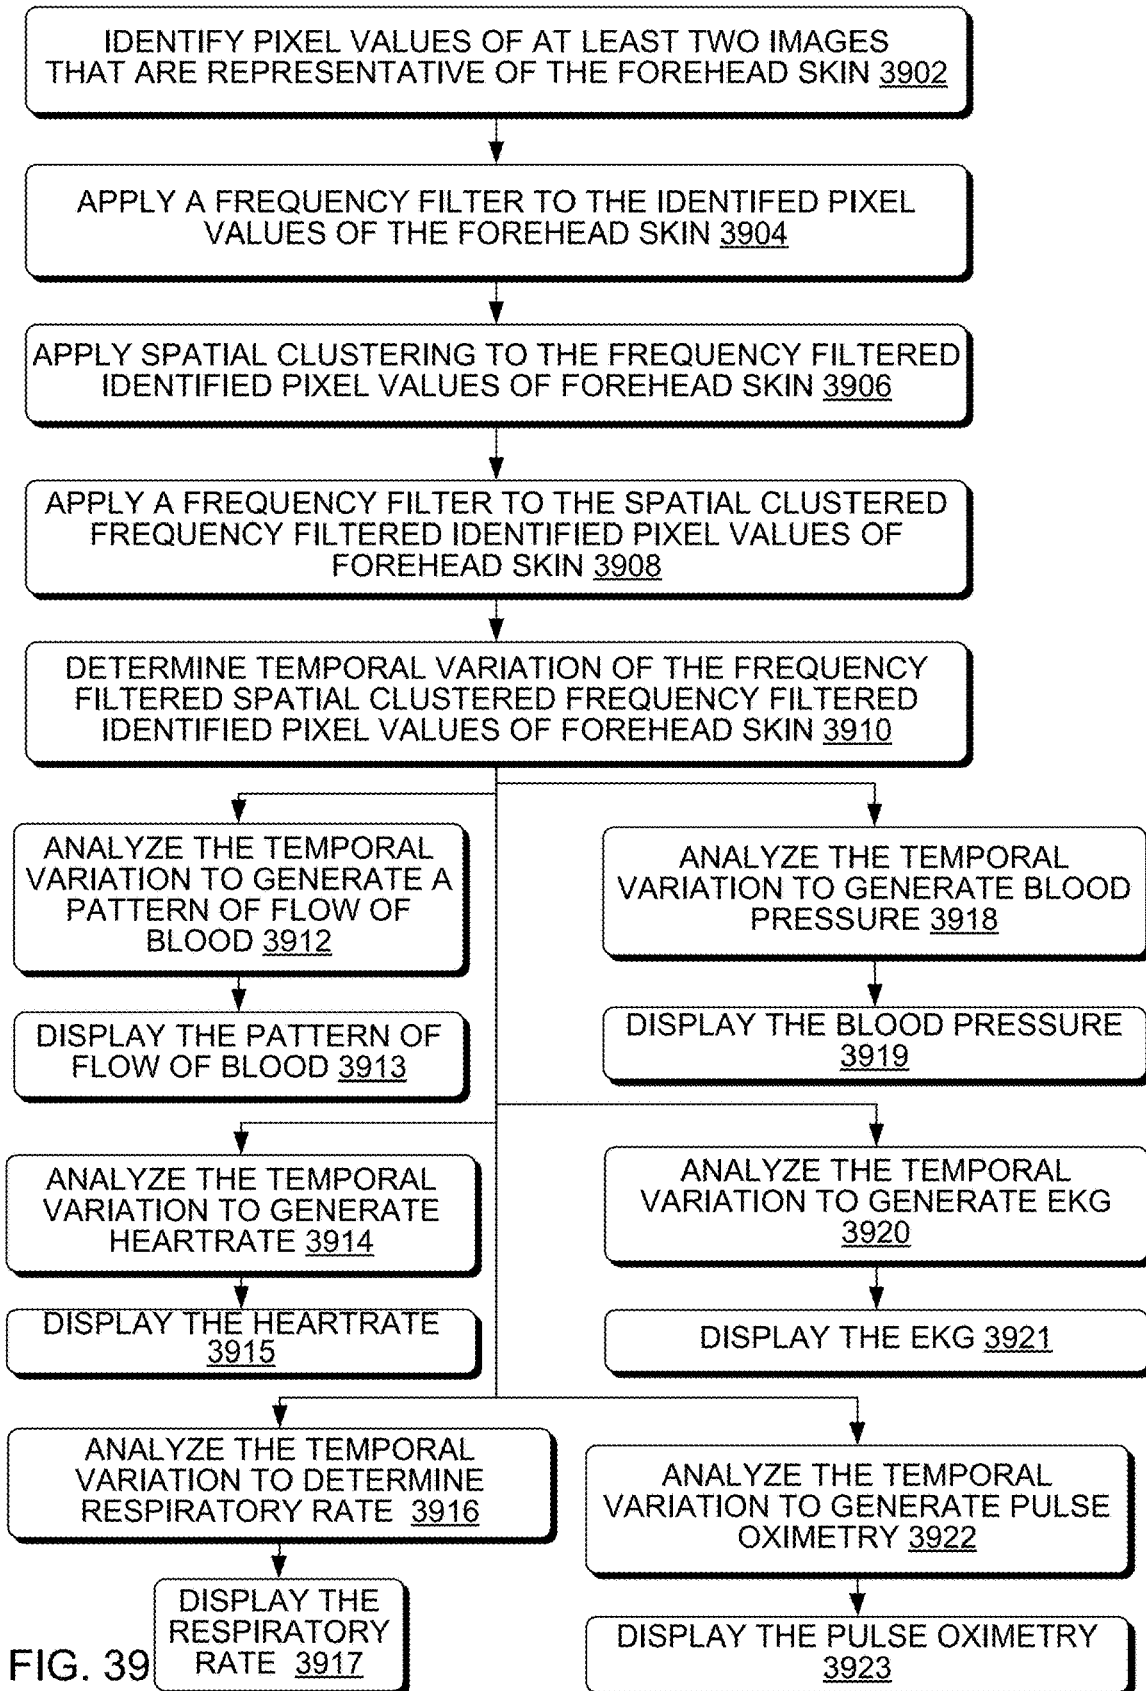 IDENTIFY PIXEL VALUES OF AT LEAST TWO IMAGES
THAT ARE REPRESENTATIVE OF THE FOREHEAD SKIN 3902
APPLY A FREQUENCY FILTER TO THE IDENTIFED PIXEL
VALUES OF THE FOREHEAD SKIN 3904
APPLY SPATIAL CLUSTERING TO THE FREQUENCY FILTERED
IDENTIFIED PIXEL VALUES OF FOREHEAD SKIN 3906
APPLY A FREQUENCY FILTER TO THE SPATIAL CLUSTERED
FREQUENCY FILTERED IDENTIFIED PIXEL VALUES OF
FOREHEAD SKIN 3908
DETERMINE TEMPORAL VARIATION OF THE FREQUENCY
FILTERED SPATIAL CLUSTERED FREQUENCY FILTERED
IDENTIFIED PIXEL VALUES OF FOREHEAD SKIN 3910
ANALYZE THE TEMPORAL
VARIATION TO GENERATE A
PATTERN OF FLOW OF
BLOOD 3912
DISPLAY THE PATTERN OF
FLOW OF BLOOD 3913
ANALYZE THE TEMPORAL
VARIATION TO GENERATE BLOOD
PRESSURE 3918
DISPLAY THE BLOOD PRESSURE
3919
ANALYZE THE TEMPORAL
VARIATION TO GENERATE
HEARTRATE 3914
DISPLAY THE HEARTRATE
3915
ANALYZE THE TEMPORAL
VARIATION TO GENERATE EKG
3920
DISPLAY THE EKG 3921
ANALYZE THE TEMPORAL
VARIATION TO DETERMINE
RESPIRATORY RATE 3916
DISPLAY THE
RESPIRATORY
RATE 3917
ANALYZE THE TEMPORAL
VARIATION TO GENERATE PULSE
OXIMETRY 3922
DISPLAY THE PULSE OXIMETRY
3923
FIG. 39